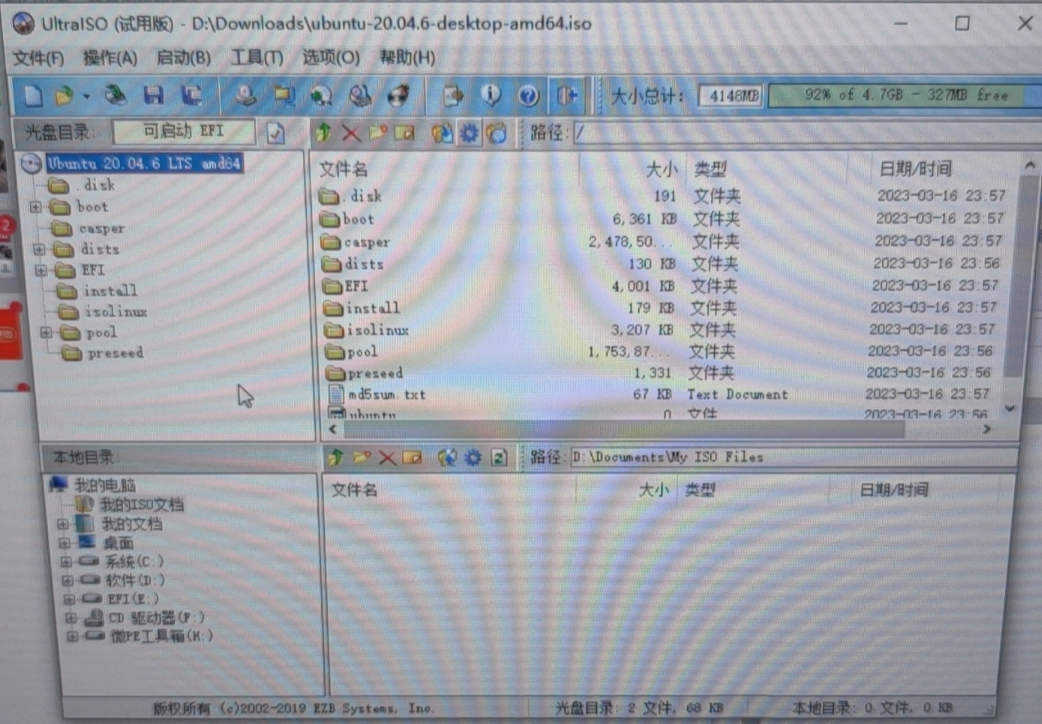 UltraISO (试用版) - D:\Downloads\ubuntu-20.04.6-desktop-amd64.iso
文件(F) 操作(A) 启动(B) 工具(T) 选项(O) 帮助(H)
大小总计: 4148MB 92% of 4.7GB - 327MB free
光盘目录: 可启动 EFI 路径: /
Ubuntu 20.04.6 LTS amd64
.disk
boot
casper
dists
EFI
install
isolinux
pool
preseed
文件名 大小 类型 日期/时间
.disk 191 文件夹 2023-03-16 23:57
boot 6,361 KB 文件夹 2023-03-16 23:57
casper 2,478,50... 文件夹 2023-03-16 23:57
dists 130 KB 文件夹 2023-03-16 23:56
EFI 4,001 KB 文件夹 2023-03-16 23:57
install 179 KB 文件夹 2023-03-16 23:57
isolinux 3,207 KB 文件夹 2023-03-16 23:57
pool 1,753,87... 文件夹 2023-03-16 23:56
preseed 1,331 文件夹 2023-03-16 23:56
md5sum.txt 67 KB Text Document 2023-03-16 23:57
ubuntu 0 文件 2023-03-16 23:56
本地目录: 路径: D:\Documents\My ISO Files
我的电脑
我的ISO文档
我的文档
桌面
系统(C:)
软件(D:)
EFI(E:)
CD 驱动器(F:)
微PE工具箱(H:)
文件名 大小 类型 日期/时间
版权所有 (c)2002-2019 EZB Systems, Inc. 光盘目录: 2 文件, 68 KB 本地目录: 0 文件, 0 KB